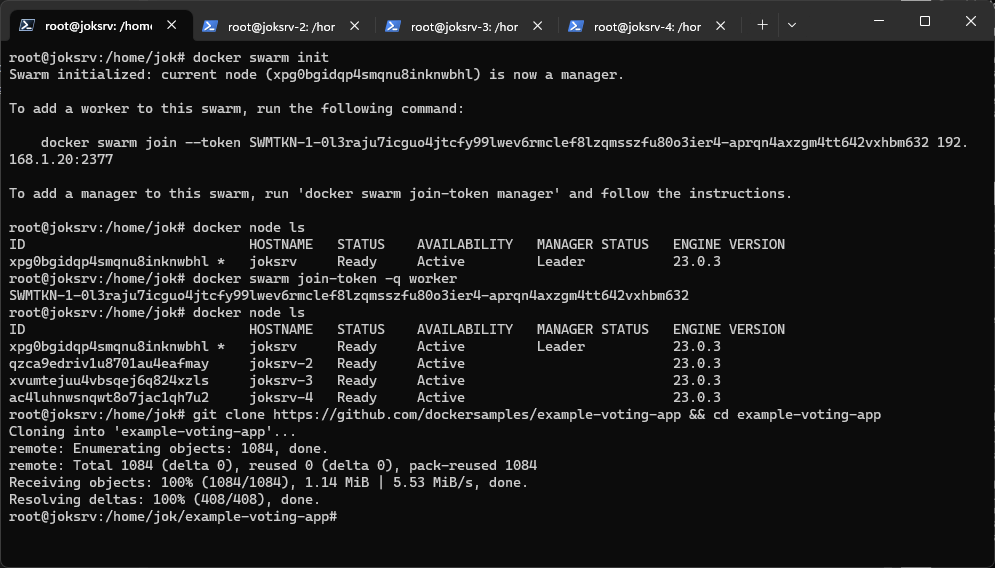 root@joksrv: /home
root@joksrv-2: /hor
root@joksrv-3: /hor
root@joksrv-4: /hor
root@joksrv:/home/jok# docker swarm init
Swarm initialized: current node (xpg0bgidqp4smqnu8inknwbhl) is now a manager.
To add a worker to this swarm, run the following command:
docker swarm join --token SWMTKN-1-0l3raju7icguo4jtcfy99lwev6rmclef8lzqmsszfu80o3ier4-aprqn4axzgm4tt642vxhbm632 192.
168.1.20:2377
To add a manager to this swarm, run 'docker swarm join-token manager' and follow the instructions.
root@joksrv:/home/jok# docker node ls
ID HOSTNAME STATUS AVAILABILITY MANAGER STATUS ENGINE VERSION
xpg0bgidqp4smqnu8inknwbhl * joksrv Ready Active Leader 23.0.3
root@joksrv:/home/jok# docker swarm join-token -q worker
SWMTKN-1-0l3raju7icguo4jtcfy99lwev6rmclef8lzqmsszfu80o3ier4-aprqn4axzgm4tt642vxhbm632
root@joksrv:/home/jok# docker node ls
ID HOSTNAME STATUS AVAILABILITY MANAGER STATUS ENGINE VERSION
xpg0bgidqp4smqnu8inknwbhl * joksrv Ready Active Leader 23.0.3
qzca9edriv1u8701au4eafmay joksrv-2 Ready Active 23.0.3
xvumtejuu4vbsqej6q824xzls joksrv-3 Ready Active 23.0.3
ac4luhnwsnqwt8o7jac1qh7u2 joksrv-4 Ready Active 23.0.3
root@joksrv:/home/jok# git clone https://github.com/dockersamples/example-voting-app && cd example-voting-app
Cloning into 'example-voting-app'...
remote: Enumerating objects: 1084, done.
remote: Total 1084 (delta 0), reused 0 (delta 0), pack-reused 1084
Receiving objects: 100% (1084/1084), 1.14 MiB | 5.53 MiB/s, done.
Resolving deltas: 100% (408/408), done.
root@joksrv:/home/jok/example-voting-app#